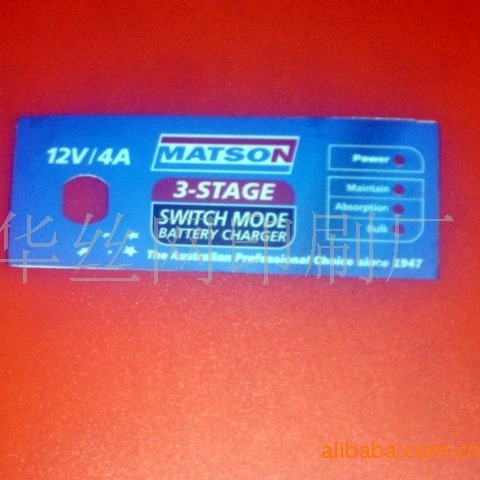 12V/4A
MATSON
3-STAGE
SWITCH MODE
BATTERY CHARGER
Power
Maintain
Absorption
Bulk
The Australian Professional Choice since 1947
华丝网印刷厂
alibaba.com.cn